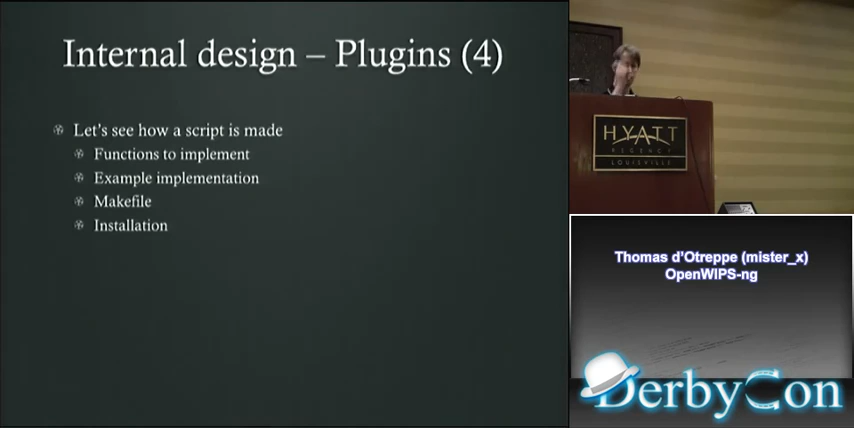 Internal design – Plugins (4)
Let's see how a script is made
Functions to implement
Example implementation
Makefile
Installation
HYATT
REGENCY
LOUISVILLE
Thomas d'Otreppe (mister_x)
OpenWIPS-ng
DerbyCon